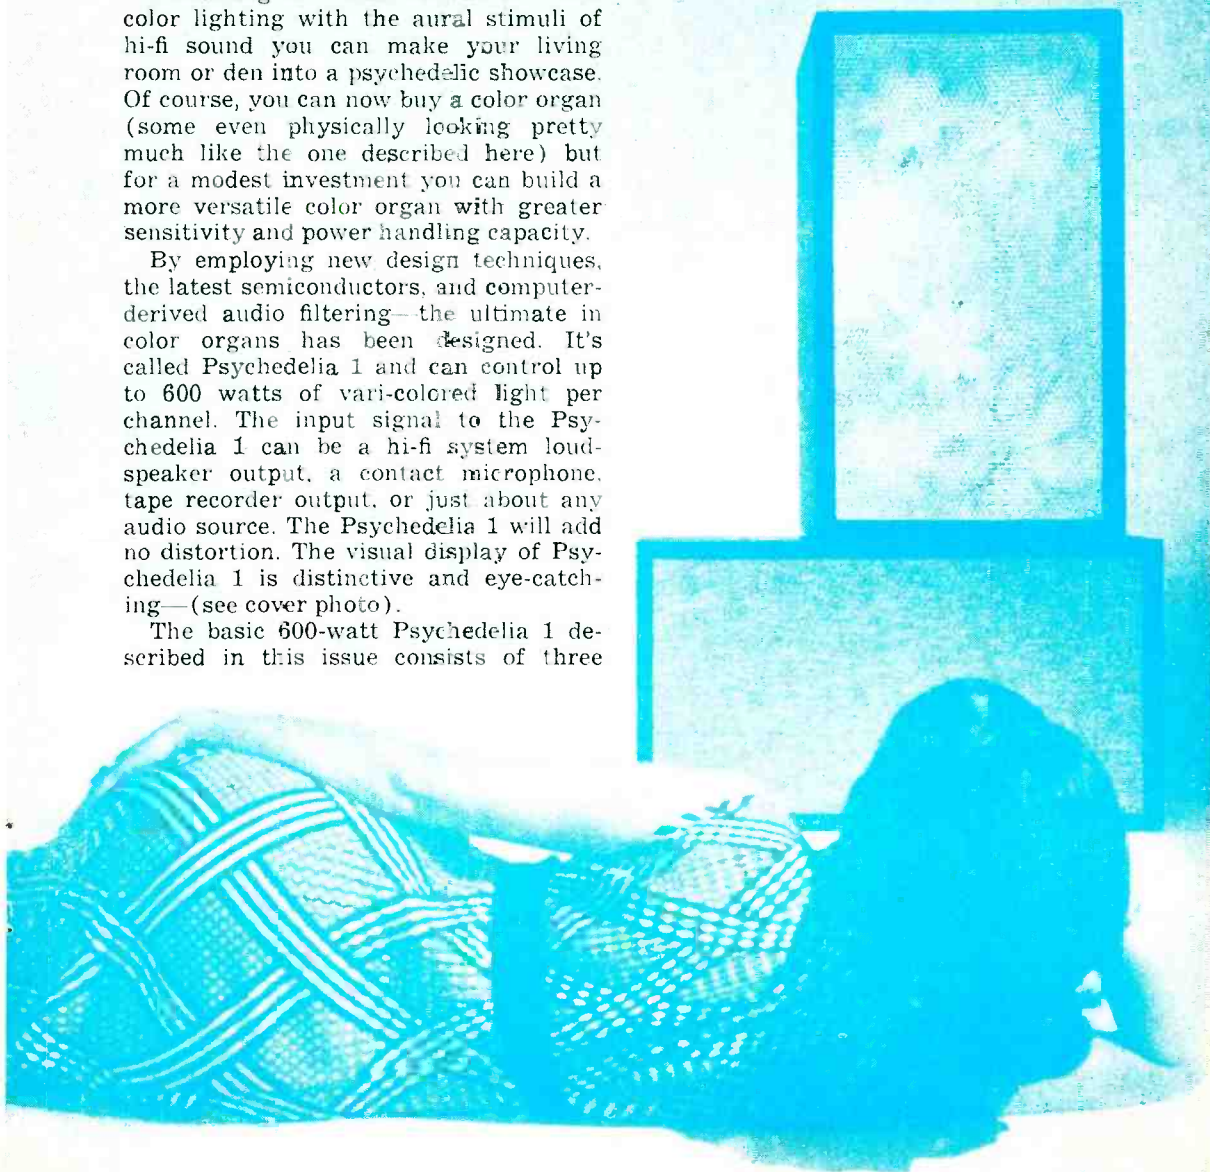 color lighting with the aural stimuli of
hi-fi sound you can make your living
room or den into a psychedelic showcase.
Of course, you can now buy a color organ
(some even physically looking pretty
much like the one described here) but
for a modest investment you can build a
more versatile color organ with greater
sensitivity and power handling capacity.
By employing new design techniques,
the latest semiconductors, and computer-
derived audio filtering—the ultimate in
color organs has been designed. It's
called Psychedelia 1 and can control up
to 600 watts of vari-colored light per
channel. The input signal to the Psy-
chedelia 1 can be a hi-fi system loud-
speaker output, a contact microphone,
tape recorder output, or just about any
audio source. The Psychedelia 1 will add
no distortion. The visual display of Psy-
chedelia 1 is distinctive and eye-catch-
ing—(see cover photo).
The basic 600-watt Psychedelia 1 de-
scribed in this issue consists of three